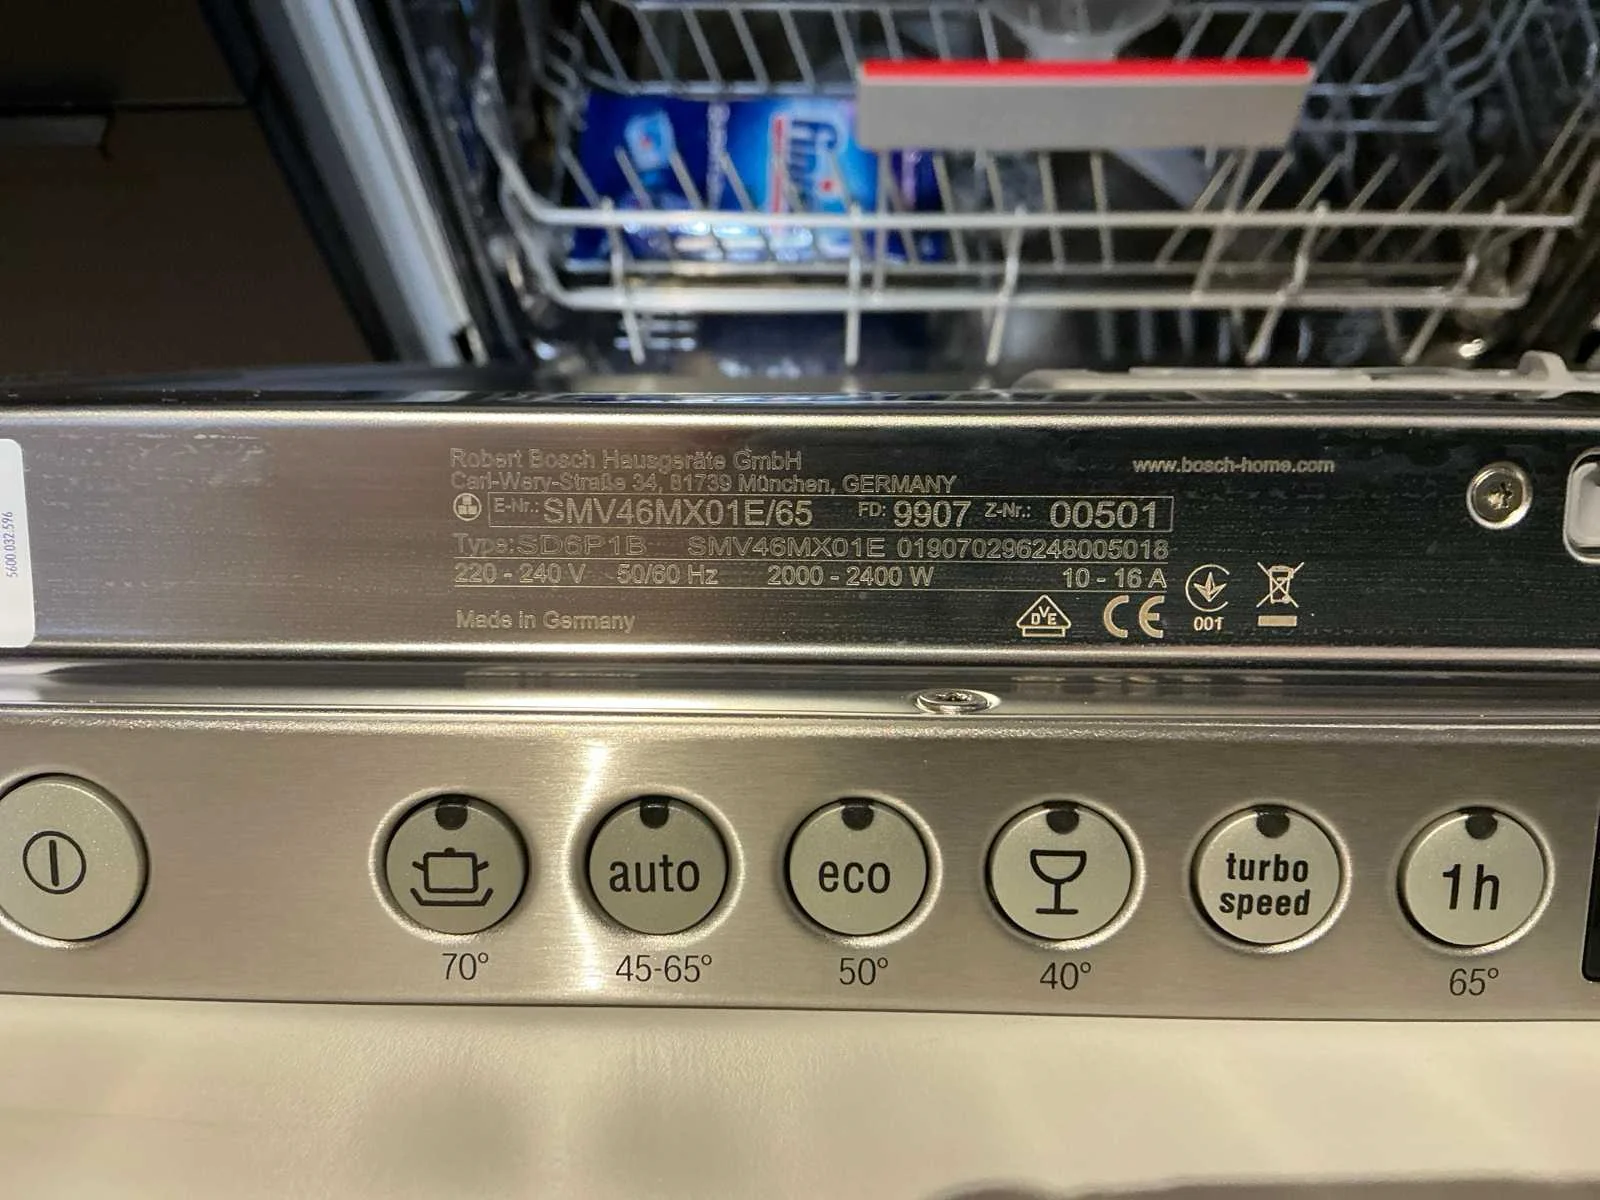 finish
Robert Bosch Hausgeräte GmbH
www.bosch-home.com
Carl-Wery-Straße 34, 81739 München, GERMANY
E-Nr.: SMV46MX01E/65 FD: 9907 Z-Nr.: 00501
Type: SD6P1B SMV46MX01E 019070296248005018
220 - 240 V 50/60 Hz 2000 - 2400 W 10 - 16 A
Made in Germany
DVE
CE
001
5600.032.596
auto
eco
turbo
speed
1h
70°
45-65°
50°
40°
65°